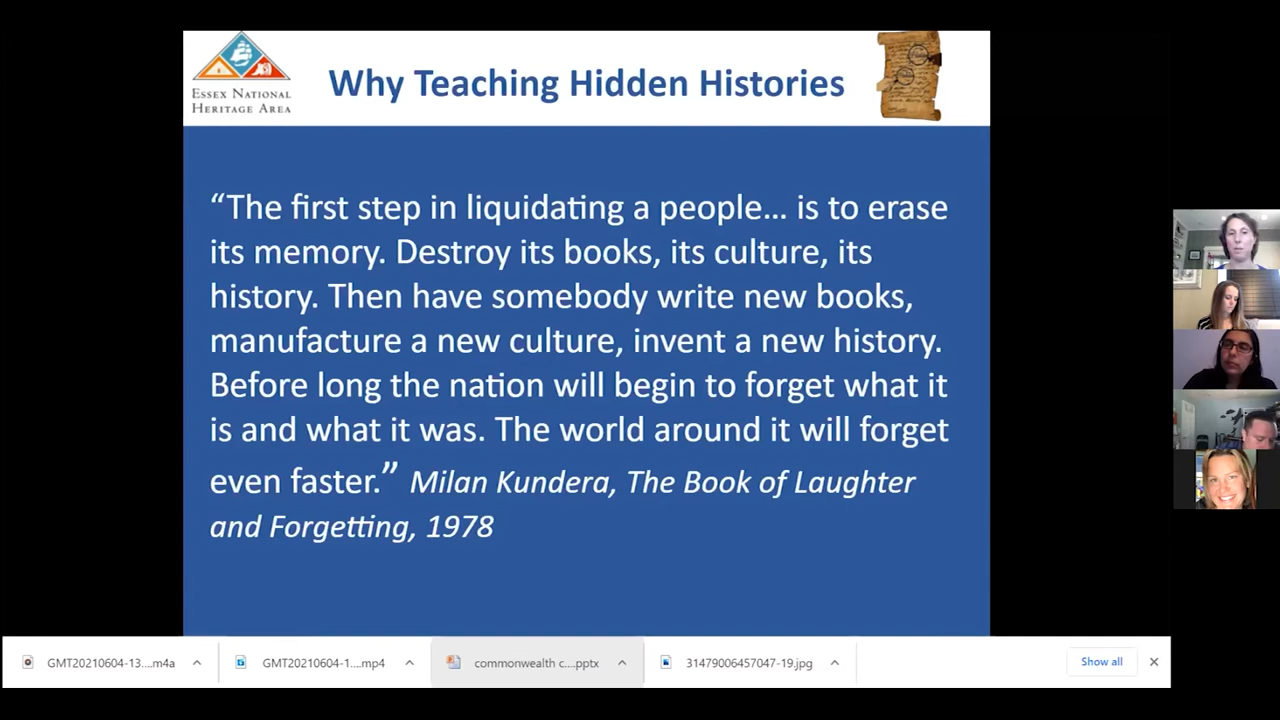 ESSEX NATIONAL
HERITAGE AREA
Why Teaching Hidden Histories
“The first step in liquidating a people… is to erase
its memory. Destroy its books, its culture, its
history. Then have somebody write new books,
manufacture a new culture, invent a new history.
Before long the nation will begin to forget what it
is and what it was. The world around it will forget
even faster.” Milan Kundera, The Book of Laughter
and Forgetting, 1978
GMT20210604-13....m4a
GMT20210604-1....mp4
commonwealth c....pptx
31479006457047-19.jpg
Show all